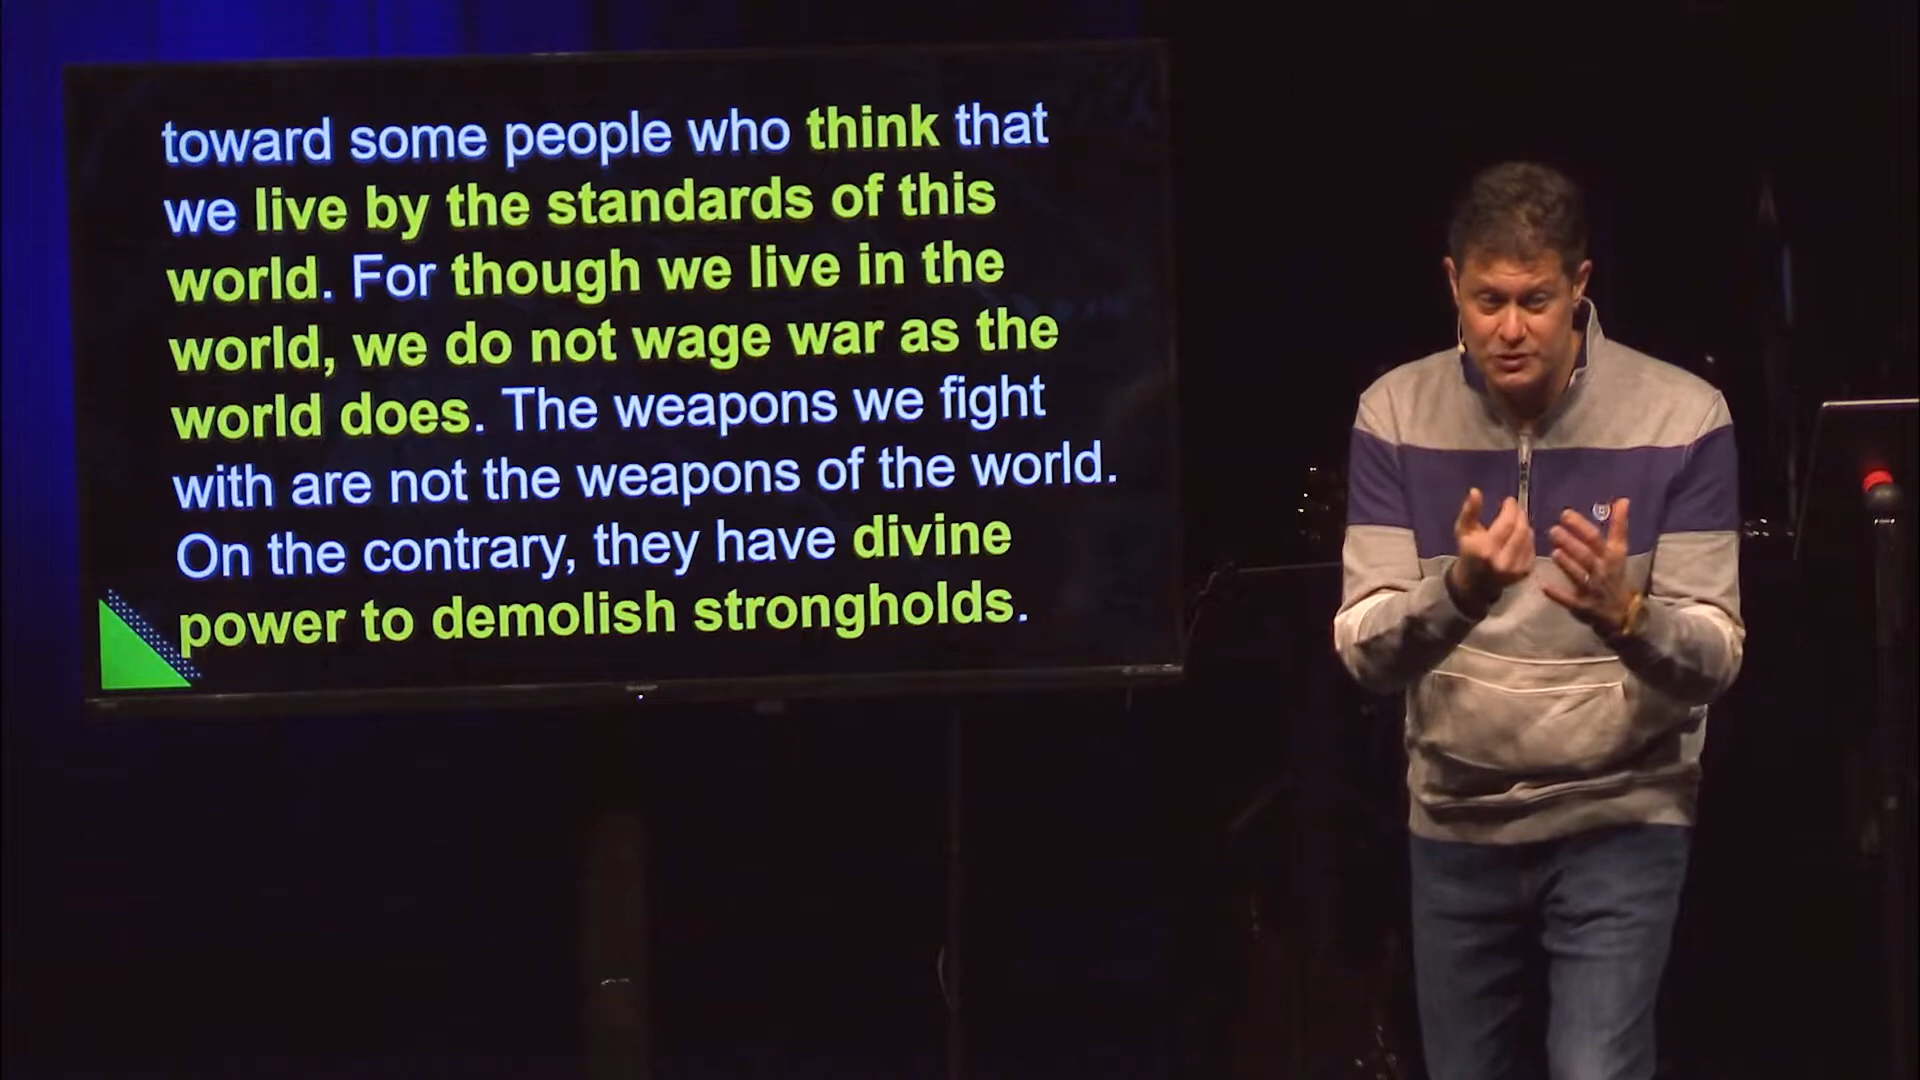 toward some people who think that
we live by the standards of this
world. For though we live in the
world, we do not wage war as the
world does. The weapons we fight
with are not the weapons of the world.
On the contrary, they have divine
power to demolish strongholds.